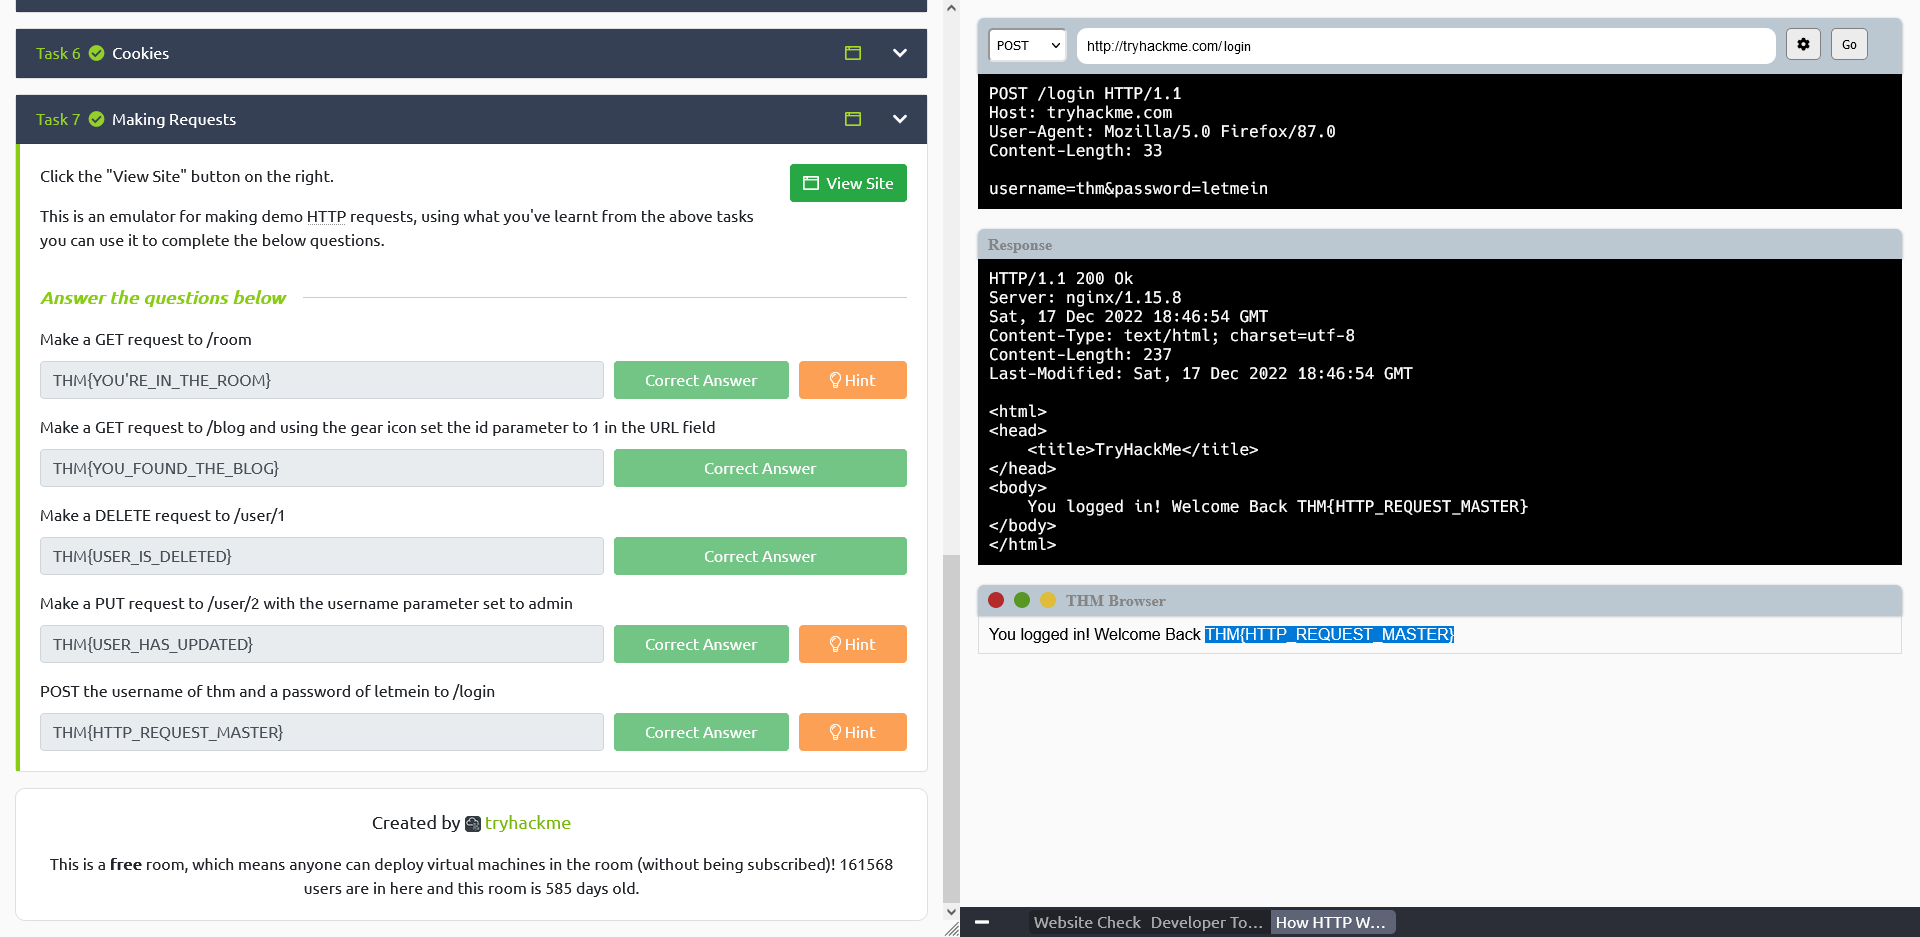 Task 6 Cookies
Task 7 Making Requests
Click the "View Site" button on the right.
View Site
This is an emulator for making demo HTTP requests, using what you've learnt from the above tasks
you can use it to complete the below questions.
Answer the questions below
Make a GET request to /room
THM{YOU'RE_IN_THE_ROOM}
Correct Answer
Hint
Make a GET request to /blog and using the gear icon set the id parameter to 1 in the URL field
THM{YOU_FOUND_THE_BLOG}
Correct Answer
Make a DELETE request to /user/1
THM{USER_IS_DELETED}
Correct Answer
Make a PUT request to /user/2 with the username parameter set to admin
THM{USER_HAS_UPDATED}
Correct Answer
Hint
POST the username of thm and a password of letmein to /login
THM{HTTP_REQUEST_MASTER}
Correct Answer
Hint
Created by tryhackme
This is a free room, which means anyone can deploy virtual machines in the room (without being subscribed)! 161568
users are in here and this room is 585 days old.
POST
http://tryhackme.com/login
Go
POST /login HTTP/1.1
Host: tryhackme.com
User-Agent: Mozilla/5.0 Firefox/87.0
Content-Length: 33
username=thm&password=letmein
Response
HTTP/1.1 200 Ok
Server: nginx/1.15.8
Sat, 17 Dec 2022 18:46:54 GMT
Content-Type: text/html; charset=utf-8
Content-Length: 237
Last-Modified: Sat, 17 Dec 2022 18:46:54 GMT
<html>
<head>
    <title>TryHackMe</title>
</head>
<body>
    You logged in! Welcome Back THM{HTTP_REQUEST_MASTER}
</body>
</html>
THM Browser
You logged in! Welcome Back THM{HTTP_REQUEST_MASTER}
Website Check
Developer To...
How HTTP W...